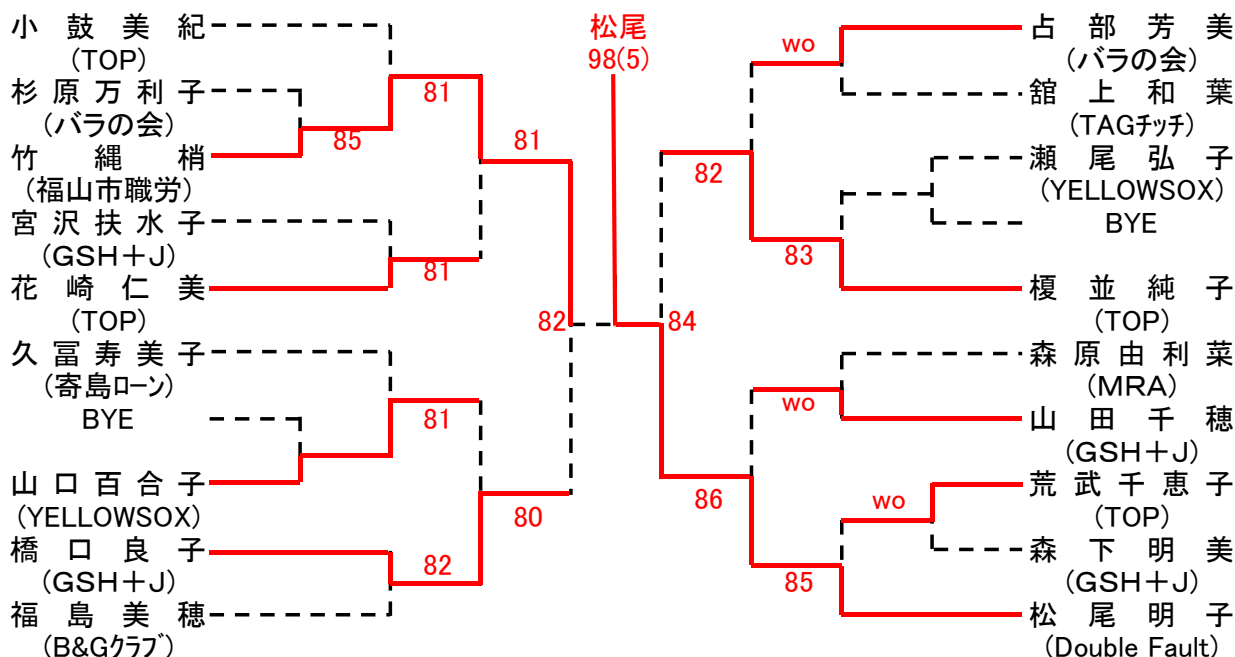 小鼓美紀
(TOP)
杉原万利子
(バラの会)
竹縄梢
(福山市職労)
宮沢扶水子
(GSH+J)
花崎仁美
(TOP)
久冨寿美子
(寄島ローン)
BYE
山口百合子
(YELLOWSOX)
橋口良子
(GSH+J)
福島美穂
(B&Gクラブ)
85
81
81
81
82
81
80
82
松尾
98(5)
84
82
86
wo
83
wo
wo
85
占部芳美
(バラの会)
舘上和葉
(TAGチッチ)
瀬尾弘子
(YELLOWSOX)
BYE
榎並純子
(TOP)
森原由利菜
(MRA)
山田千穂
(GSH+J)
荒武千恵子
(TOP)
森下明美
(GSH+J)
松尾明子
(Double Fault)